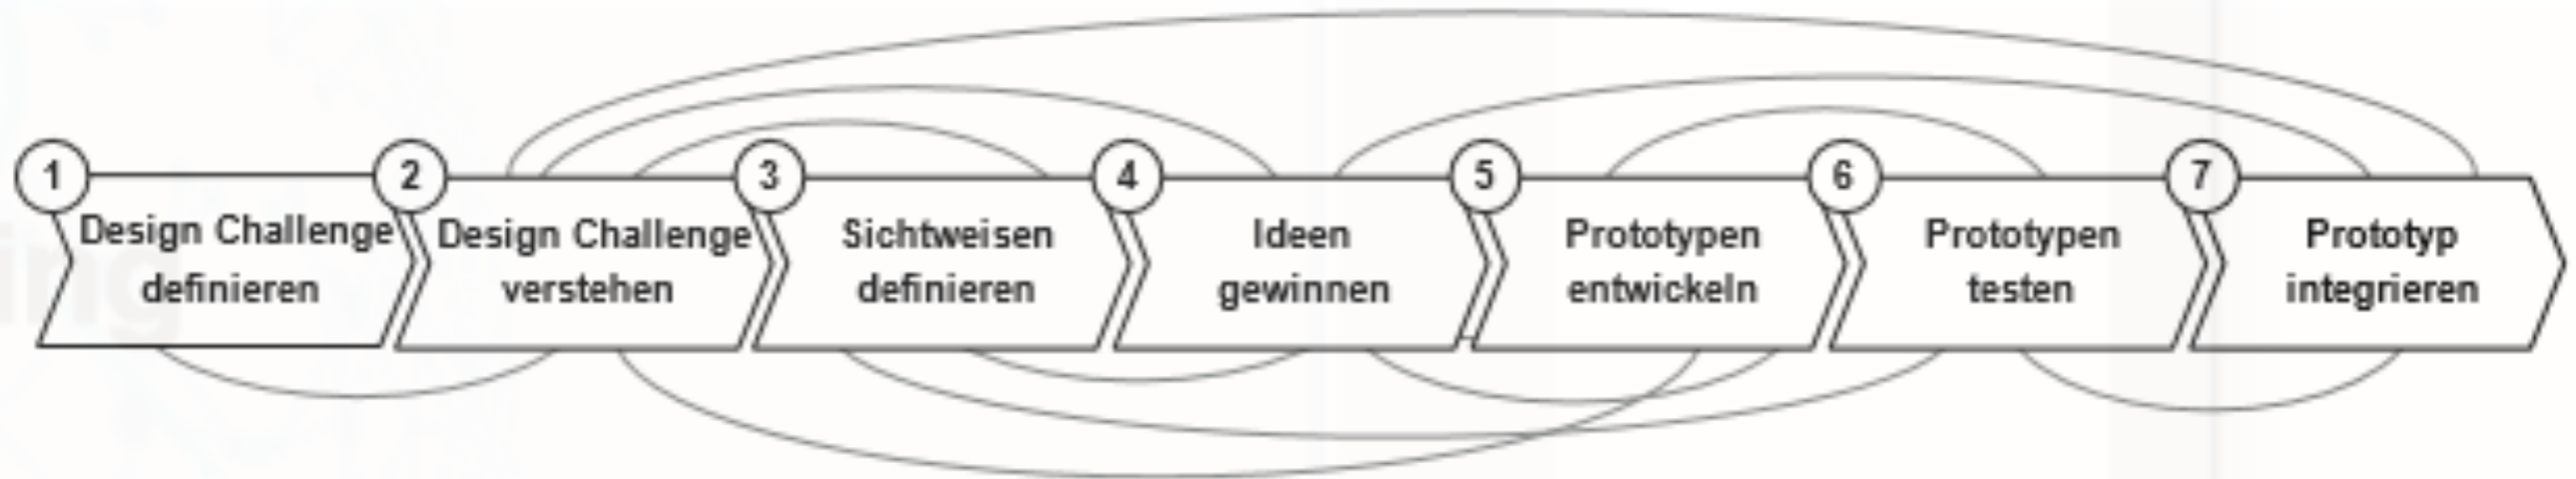 1
Design Challenge
definieren
2
Design Challenge
verstehen
3
Sichtweisen
definieren
4
Ideen
gewinnen
5
Prototypen
entwickeln
6
Prototypen
testen
7
Prototyp
integrieren
ing